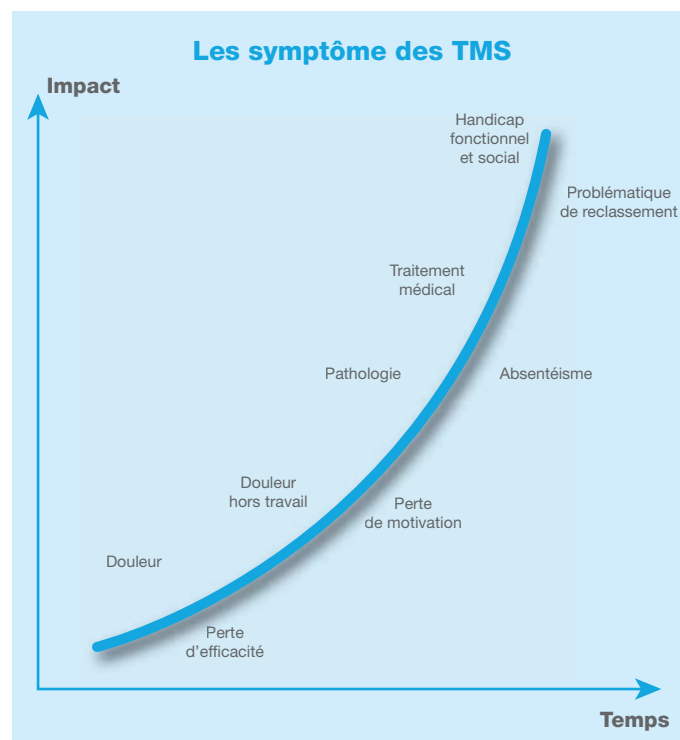 Les symptôme des TMS
Impact
Handicap
fonctionnel
et social
Problématique
de reclassement
Traitement
médical
Pathologie
Absentéisme
Douleur
hors travail
Perte
de motivation
Douleur
Perte
d’efficacité
Temps